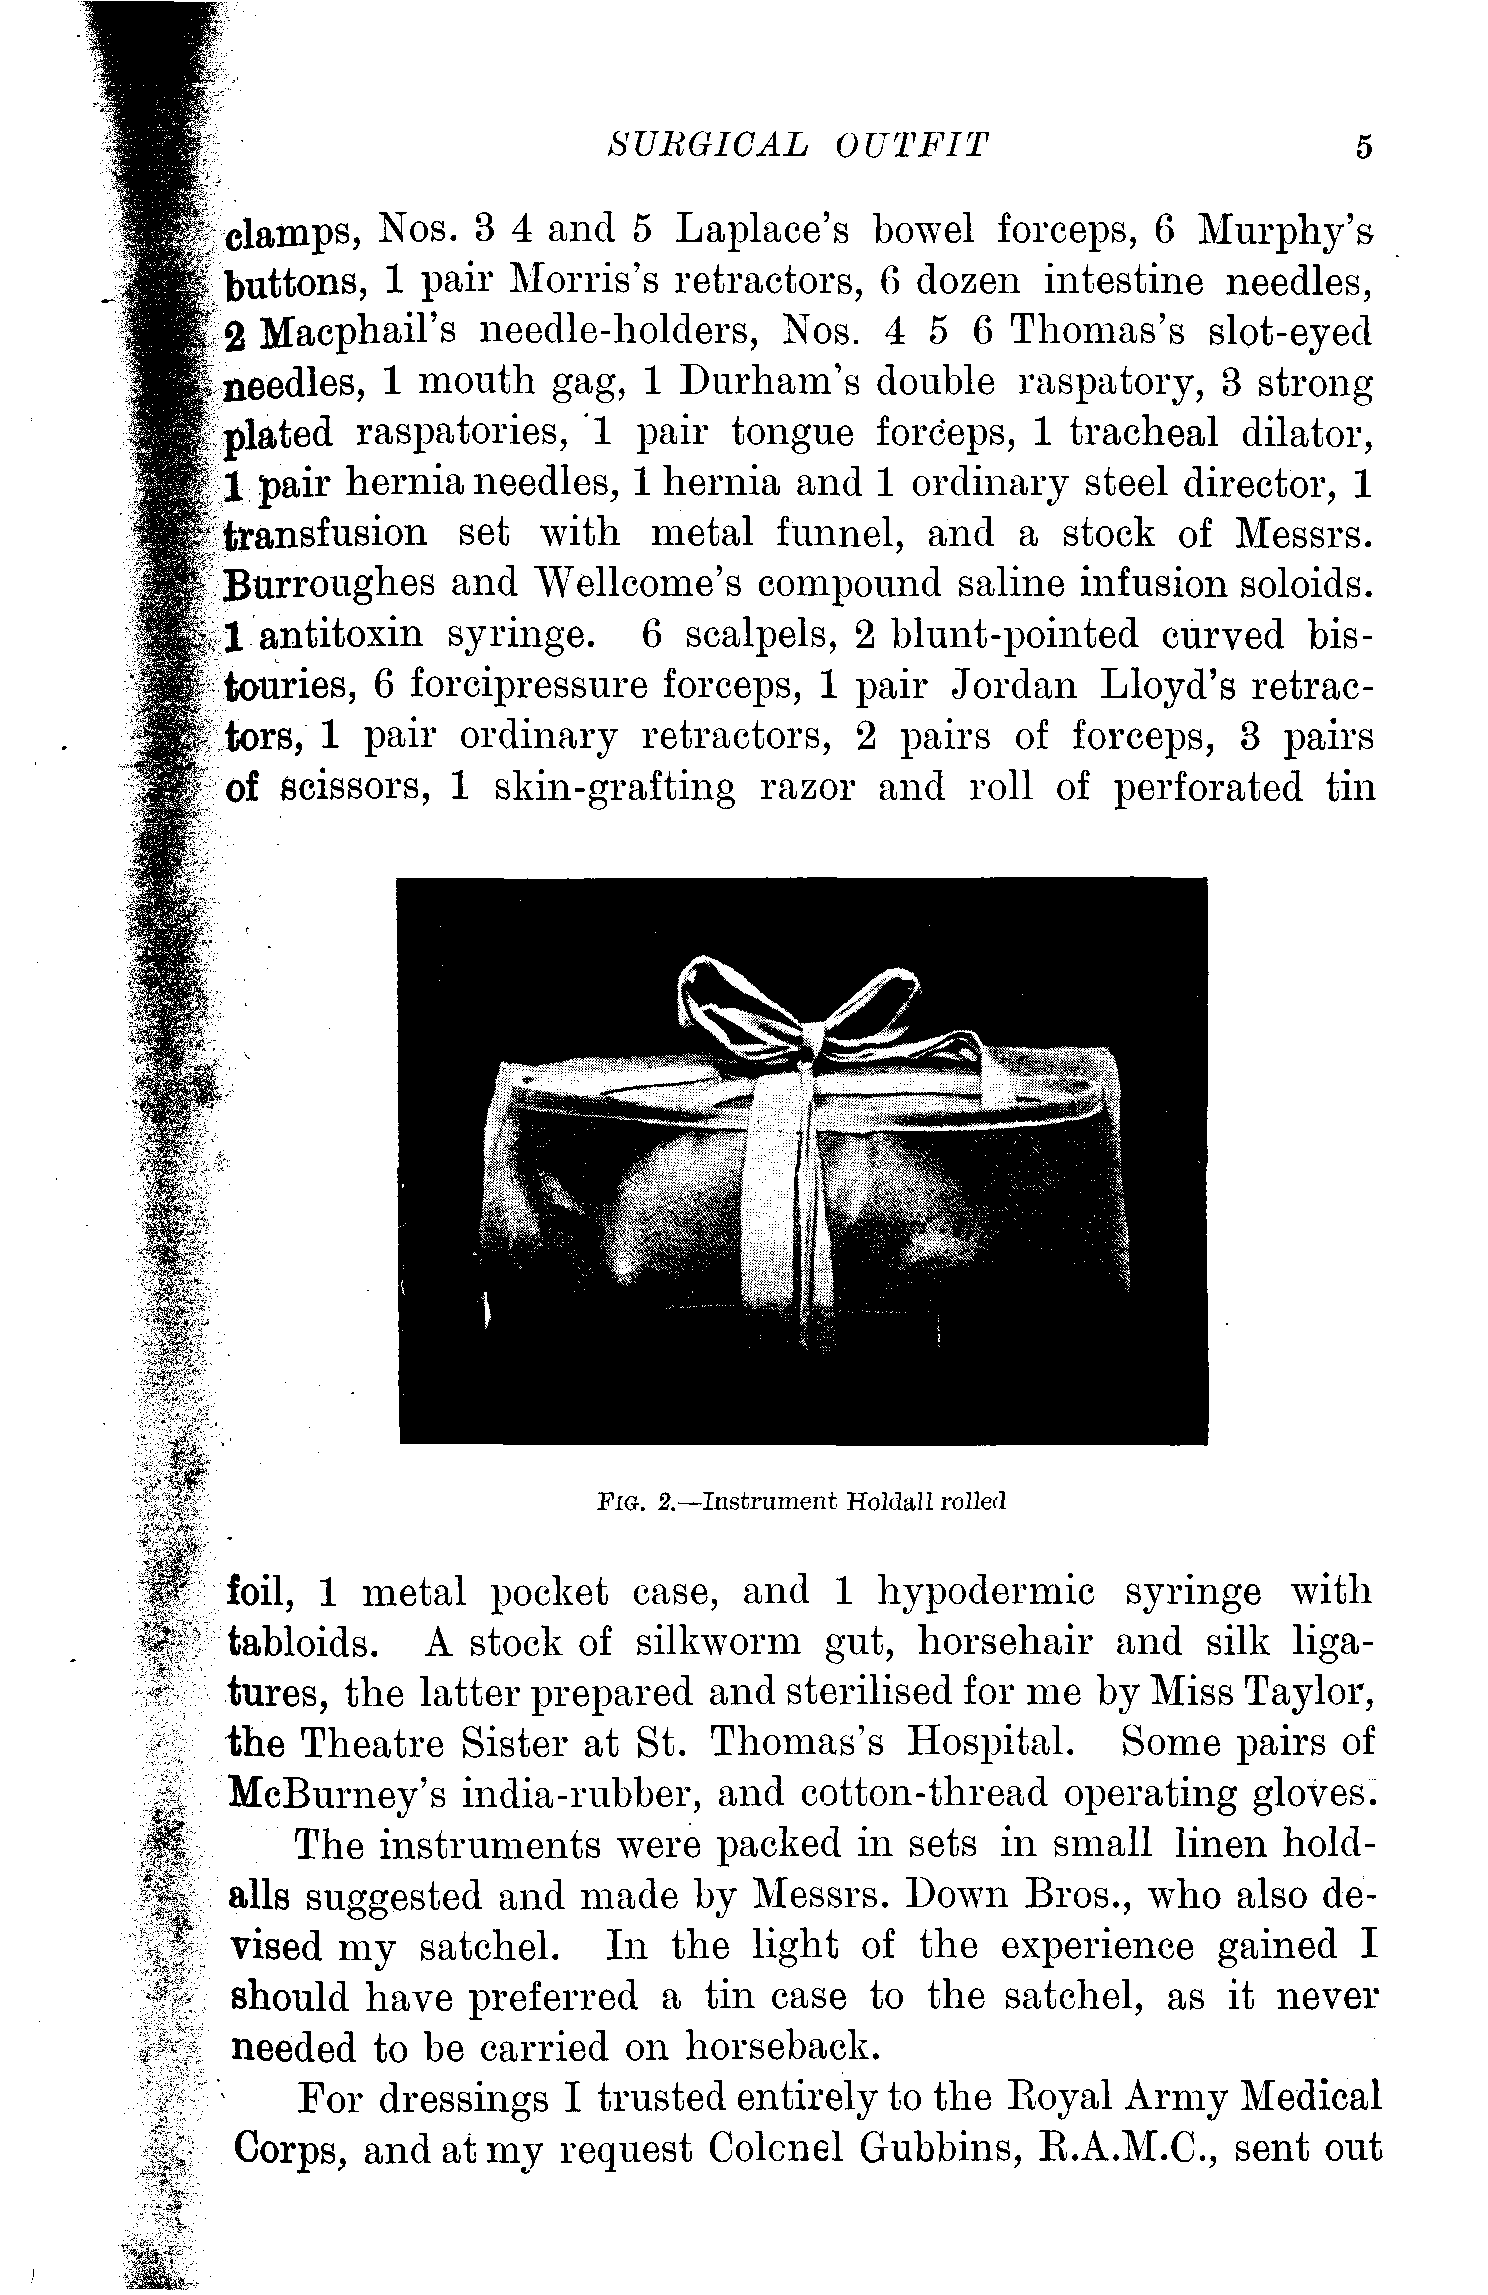 SURGICAL OUTFIT 5
clamps, Nos. 3 4 and 5 Laplace's bowel forceps, 6 Murphy's
buttons, 1 pair Morris's retractors, 6 dozen intestine needles,
2 Macphail's needle-holders, Nos. 4 5 6 Thomas's slot-eyed
needles, 1 mouth gag, 1 Durham's double raspatory, 3 strong
plated raspatories, 1 pair tongue forceps, 1 tracheal dilator,
1 pair hernia needles, 1 hernia and 1 ordinary steel director, 1
transfusion set with metal funnel, and a stock of Messrs.
Burroughes and Wellcome's compound saline infusion soloids.
1 antitoxin syringe. 6 scalpels, 2 blunt-pointed curved bis-
touries, 6 forcipressure forceps, 1 pair Jordan Lloyd's retrac-
tors, 1 pair ordinary retractors, 2 pairs of forceps, 3 pairs
of scissors, 1 skin-grafting razor and roll of perforated tin
FIG. 2.—Instrument Holdall rolled
foil, 1 metal pocket case, and 1 hypodermic syringe with
tabloids. A stock of silkworm gut, horsehair and silk liga-
tures, the latter prepared and sterilised for me by Miss Taylor,
the Theatre Sister at St. Thomas's Hospital. Some pairs of
McBurney's india-rubber, and cotton-thread operating gloves.
The instruments were packed in sets in small linen hold-
alls suggested and made by Messrs. Down Bros., who also de-
vised my satchel. In the light of the experience gained I
should have preferred a tin case to the satchel, as it never
needed to be carried on horseback.
For dressings I trusted entirely to the Royal Army Medical
Corps, and at my request Colonel Gubbins, R.A.M.C., sent out